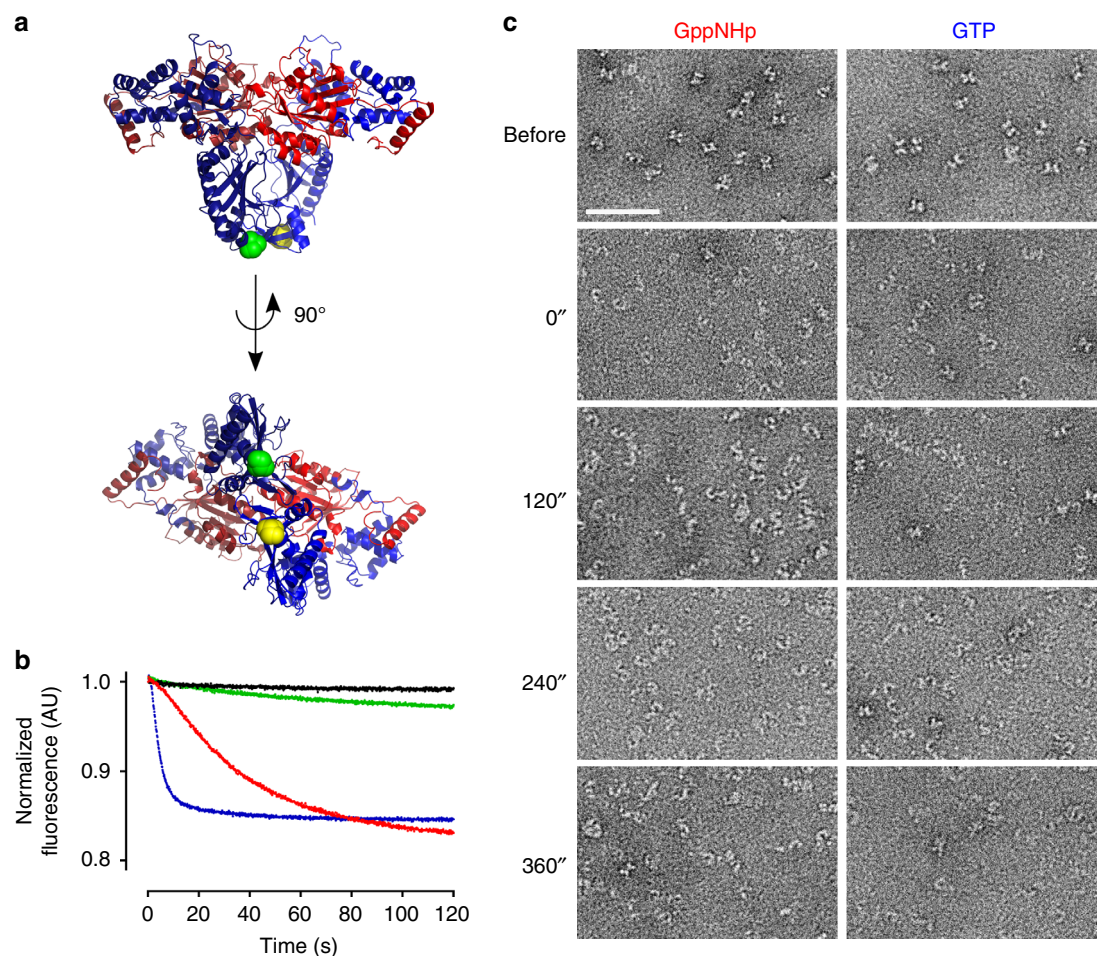 a
90°
b
1.0
0.9
0.8
Normalized
fluorescence (AU)
0 20 40 60 80 100 120
Time (s)
c
GppNHp GTP
Before
0″
120″
240″
360″